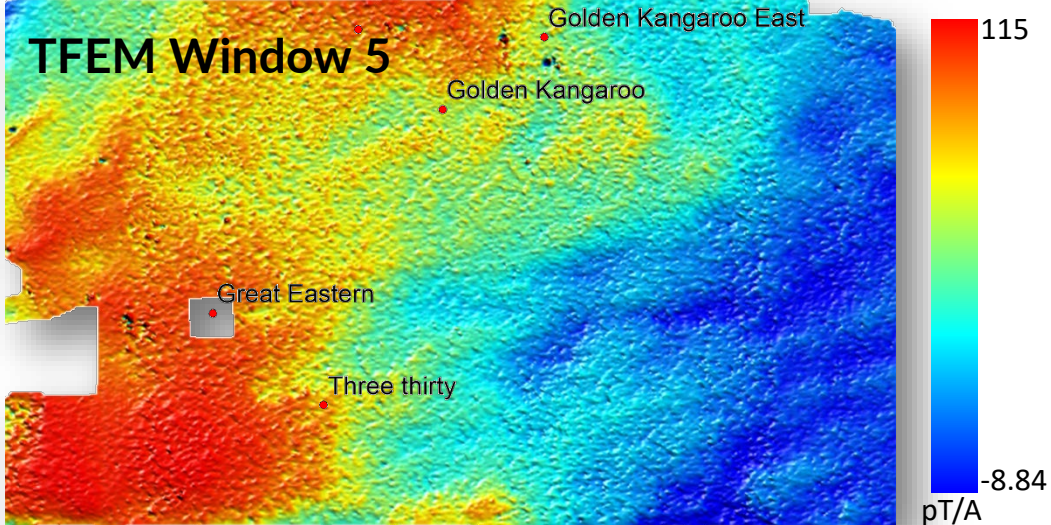 Golden Kangaroo East
115
TFEM Window 5
Golden Kangaroo
Great Eastern
Three thirty
-8.84
pT/A